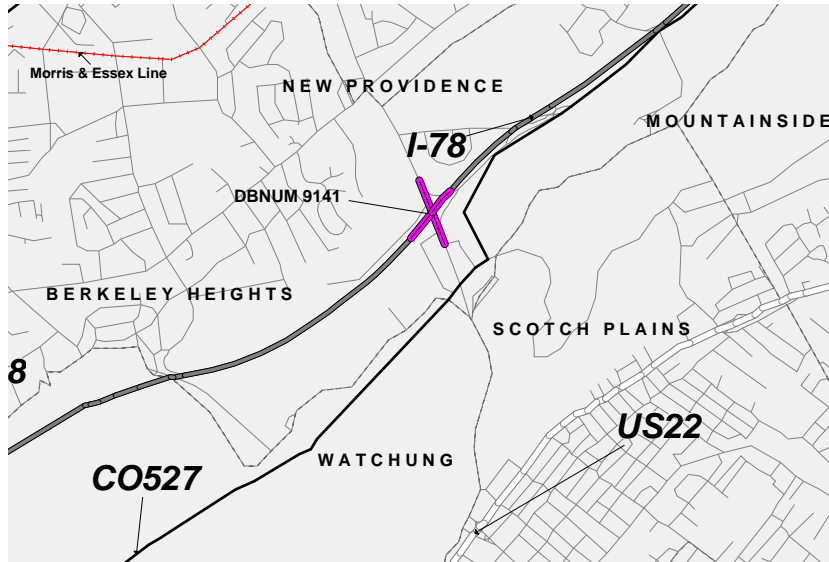 Morris & Essex Line
NEW PROVIDENCE
MOUNTAINSIDE
I-78
DBNUM 9141
BERKELEY HEIGHTS
SCOTCH PLAINS
8
US22
WATCHUNG
CO527